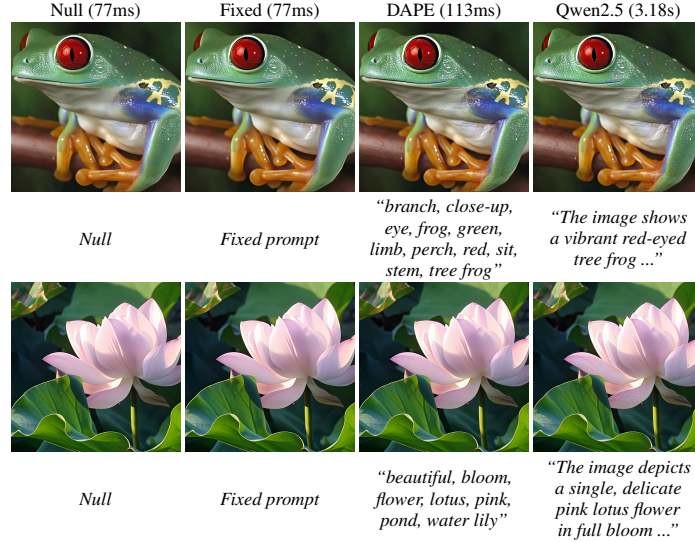 Null (77ms) Fixed (77ms) DAPE (113ms) Qwen2.5 (3.18s)
Null
Fixed prompt
“branch, close-up,
eye, frog, green,
limb, perch, red, sit,
stem, tree frog”
“The image shows
a vibrant red-eyed
tree frog ...”
Null
Fixed prompt
“beautiful, bloom,
flower, lotus, pink,
pond, water lily”
“The image depicts
a single, delicate
pink lotus flower
in full bloom ...”